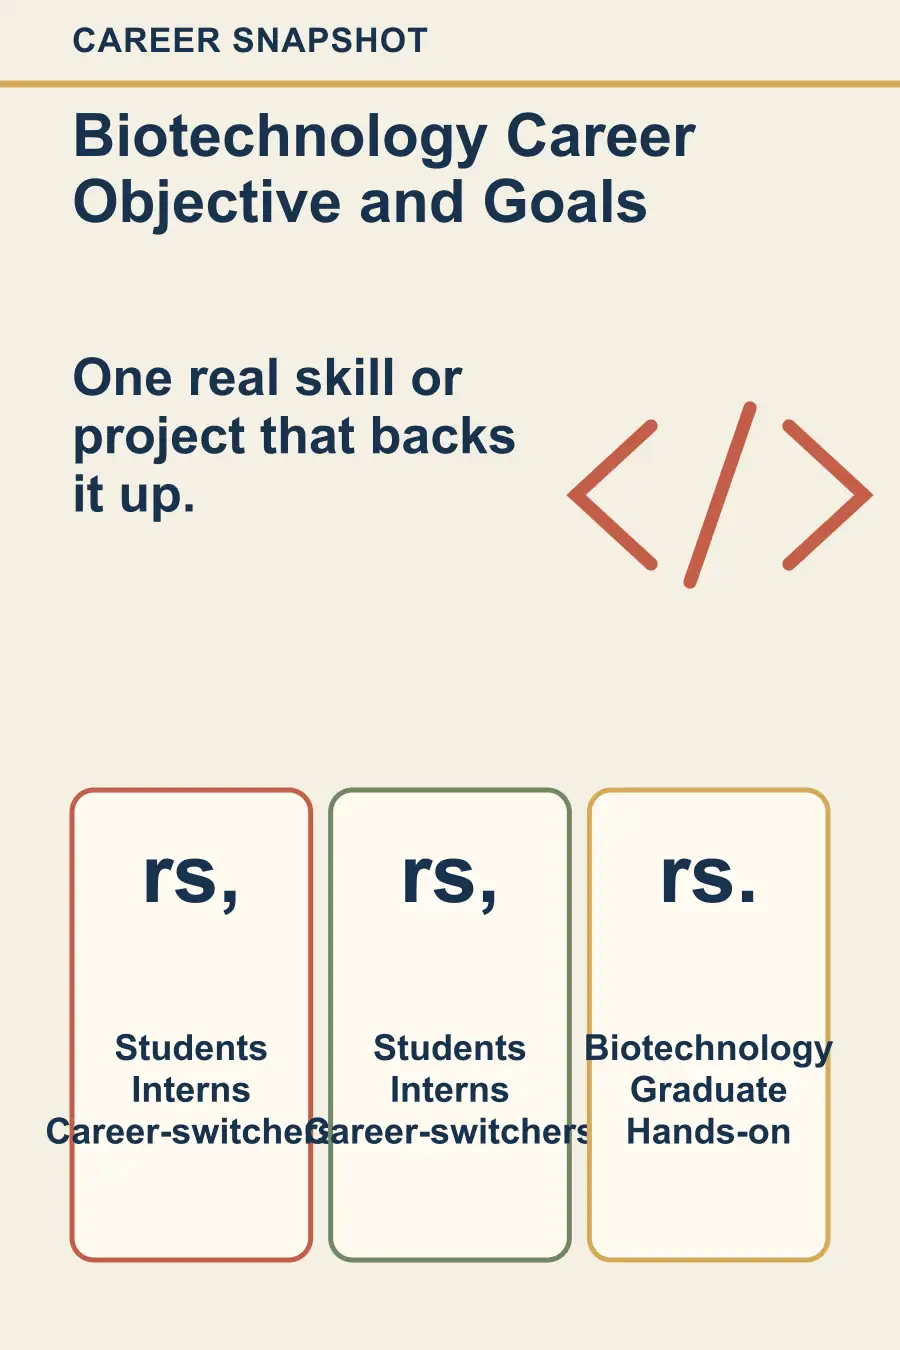 CAREER SNAPSHOT
Biotechnology Career
Objective and Goals
One real skill or
project that backs
it up.
</>
rs,
Students
Interns
Career-switchers
rs,
Students
Interns
Career-switchers
rs.
Biotechnology
Graduate
Hands-on